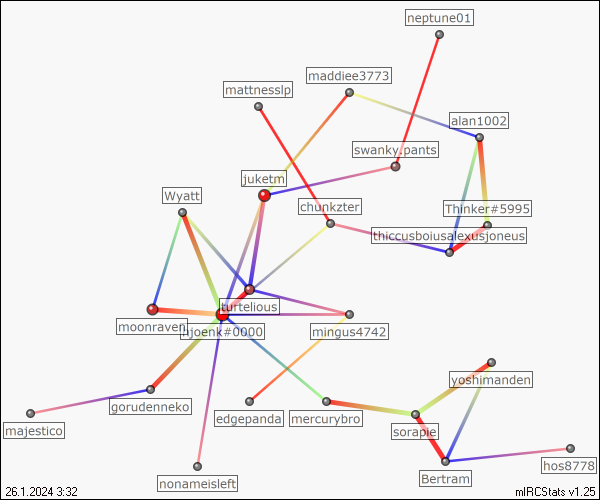 neptune01
maddiee3773
mattnesslp
alan1002
swanky.pants
juketm
Wyatt
chunkzter
Thinker#5995
thiccusboiusalexusjoneus
turtelious
moonraven
njoenk#0000
mingus4742
yoshimanden
gorudenneko
edgepanda
mercurybro
majestico
sorapie
hos8778
Bertram
nonameisleft
26.1.2024 3:32
mIRCStats v1.25